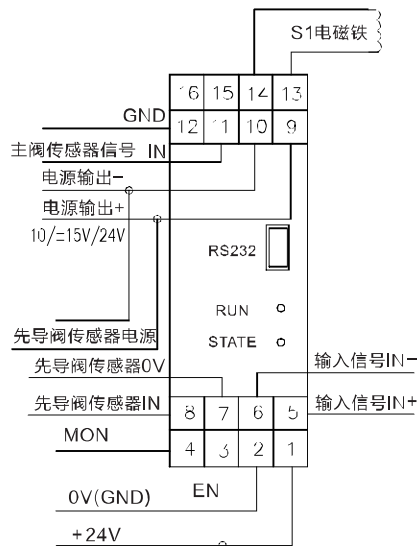 S1电磁铁
16 15 14 13
GND
12 11 10 9
主阀传感器信号 IN
电源输出-
电源输出+
10/=15V/24V
RS232
RUN
先导阀传感器电源
STATE
先导阀传感器0V
输入信号IN-
先导阀传感器IN
8 7 6 5
输入信号IN+
MON
4 3 2 1
EN
0V(GND)
+24V